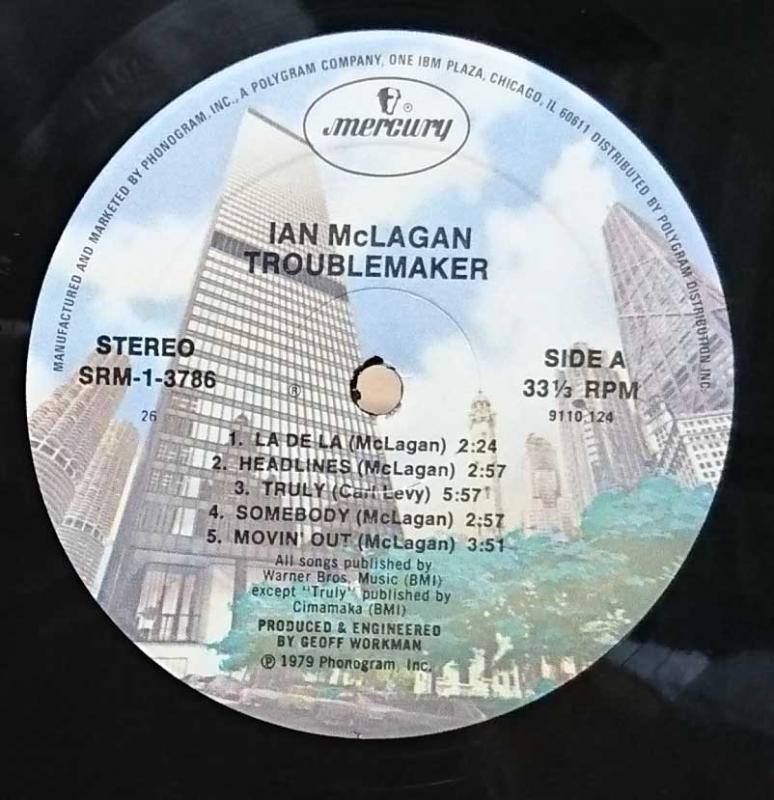 MANUFACTURED AND MARKETED BY PHONOGRAM, INC., A POLYGRAM COMPANY, ONE IBM PLAZA, CHICAGO, IL 60611 DISTRIBUTED BY POLYGRAM DISTRIBUTION, INC.
mercury ®
IAN McLAGAN
TROUBLEMAKER
STEREO
SRM-1-3786
26
®
SIDE A
33⅓ RPM
9110 124
1. LA DE LA (McLagan) 2:24
2. HEADLINES (McLagan) 2:57
3. TRULY (Carl Levy) 5:57
4. SOMEBODY (McLagan) 2:57
5. MOVIN' OUT (McLagan) 3:51
All songs published by
Warner Bros. Music (BMI)
except "Truly" published by
Cimamaka (BMI)
PRODUCED & ENGINEERED
BY GEOFF WORKMAN
℗ 1979 Phonogram, Inc.